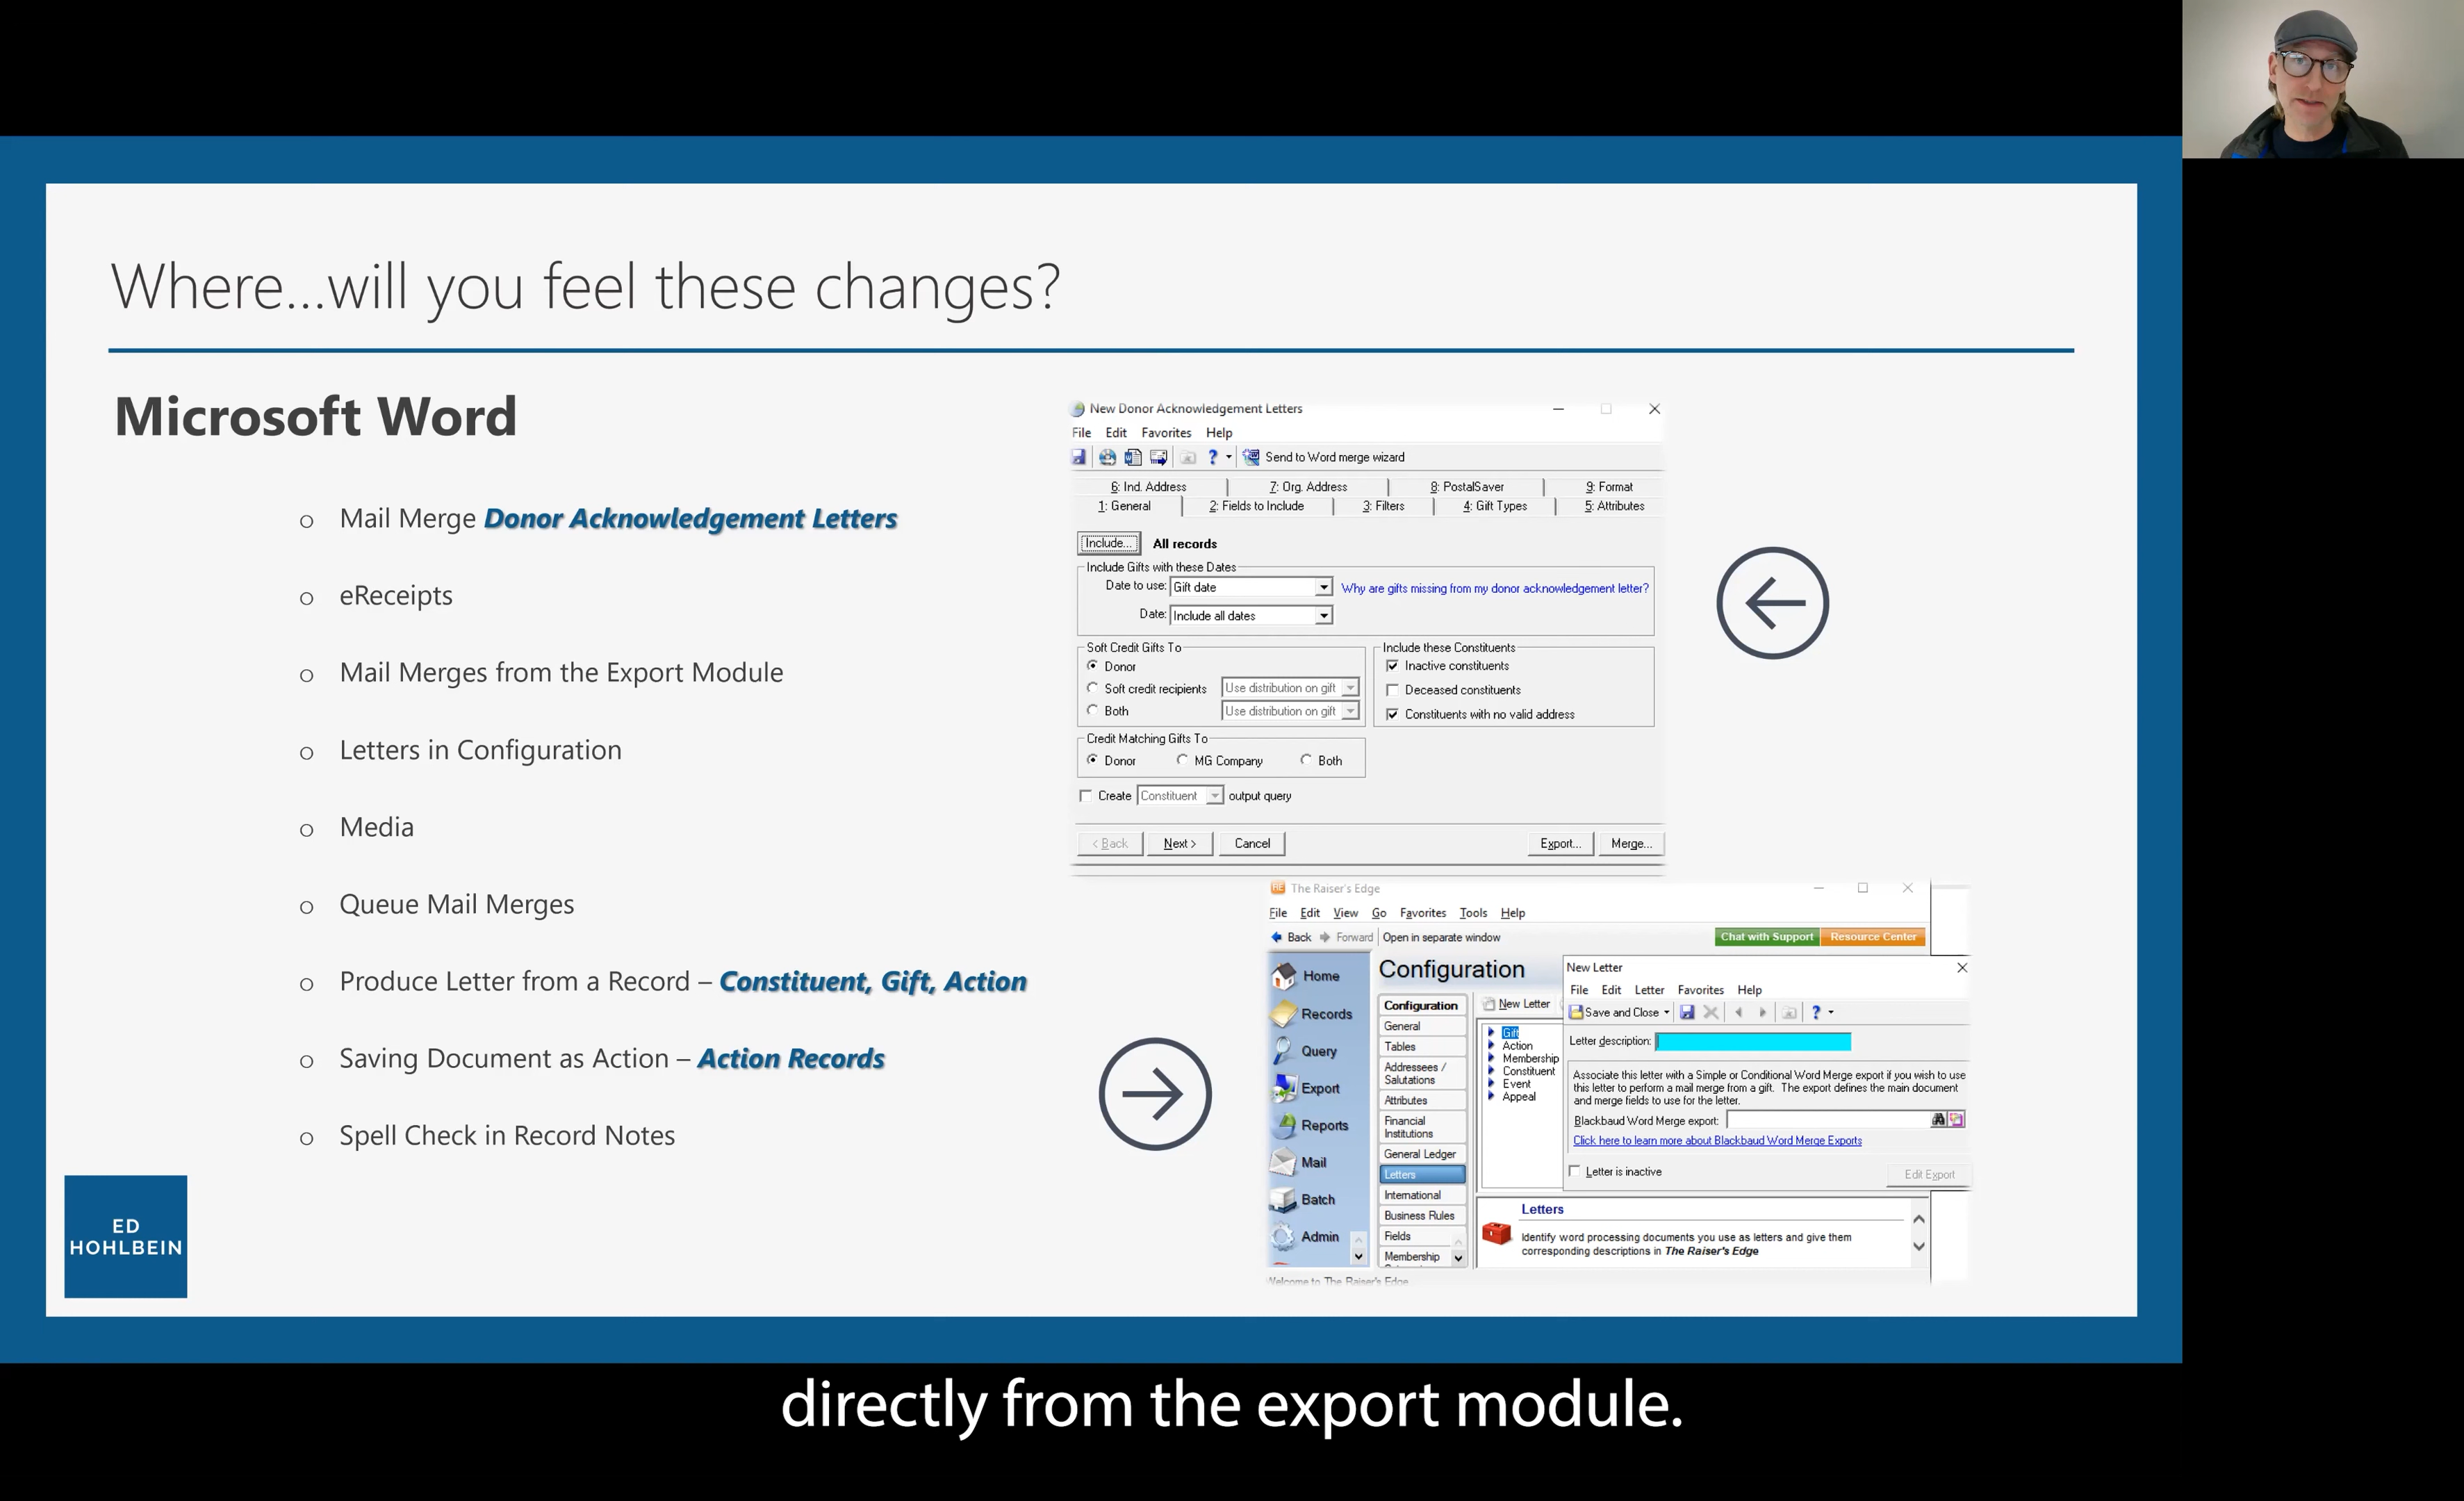 Where...will you feel these changes?
Microsoft Word
o Mail Merge Donor Acknowledgement Letters
o eReceipts
o Mail Merges from the Export Module
o Letters in Configuration
o Media
o Queue Mail Merges
o Produce Letter from a Record – Constituent, Gift, Action
o Saving Document as Action – Action Records
o Spell Check in Record Notes
ED
HOHLBEIN
New Donor Acknowledgement Letters
File Edit Favorites Help
Send to Word merge wizard
6: Ind. Address 7: Org. Address 8: PostalSaver 9: Format
1: General 2: Fields to Include 3: Filters 4: Gift Types 5: Attributes
Include... All records
Include Gifts with these Dates
Date to use: Gift date Why are gifts missing from my donor acknowledgement letter?
Date: Include all dates
Soft Credit Gifts To Include these Constituents
Donor Inactive constituents
Soft credit recipients Use distribution on gift Deceased constituents
Both Use distribution on gift Constituents with no valid address
Credit Matching Gifts To
Donor MG Company Both
Create Constituent output query
< Back Next > Cancel Export... Merge...
RE The Raiser's Edge
File Edit View Go Favorites Tools Help
Back Forward Open in separate window Chat with Support Resource Center
Home
Records
Query
Export
Reports
Mail
Batch
Admin
Configuration
Configuration
General
Tables
Addressees /
Salutations
Attributes
Financial
Institutions
General Ledger
Letters
International
Business Rules
Fields
Membership
New Letter
Gift
Action
Membership
Constituent
Event
Appeal
New Letter
File Edit Letter Favorites Help
Save and Close
Letter description:
Associate this letter with a Simple or Conditional Word Merge export if you wish to use
this letter to perform a mail merge from a gift. The export defines the main document
and merge fields to use for the letter.
Blackbaud Word Merge export:
Click here to learn more about Blackbaud Word Merge Exports
Letter is inactive Edit Export
Letters
Identify word processing documents you use as letters and give them
corresponding descriptions in The Raiser's Edge
Welcome to The Raiser's Edge
directly from the export module.